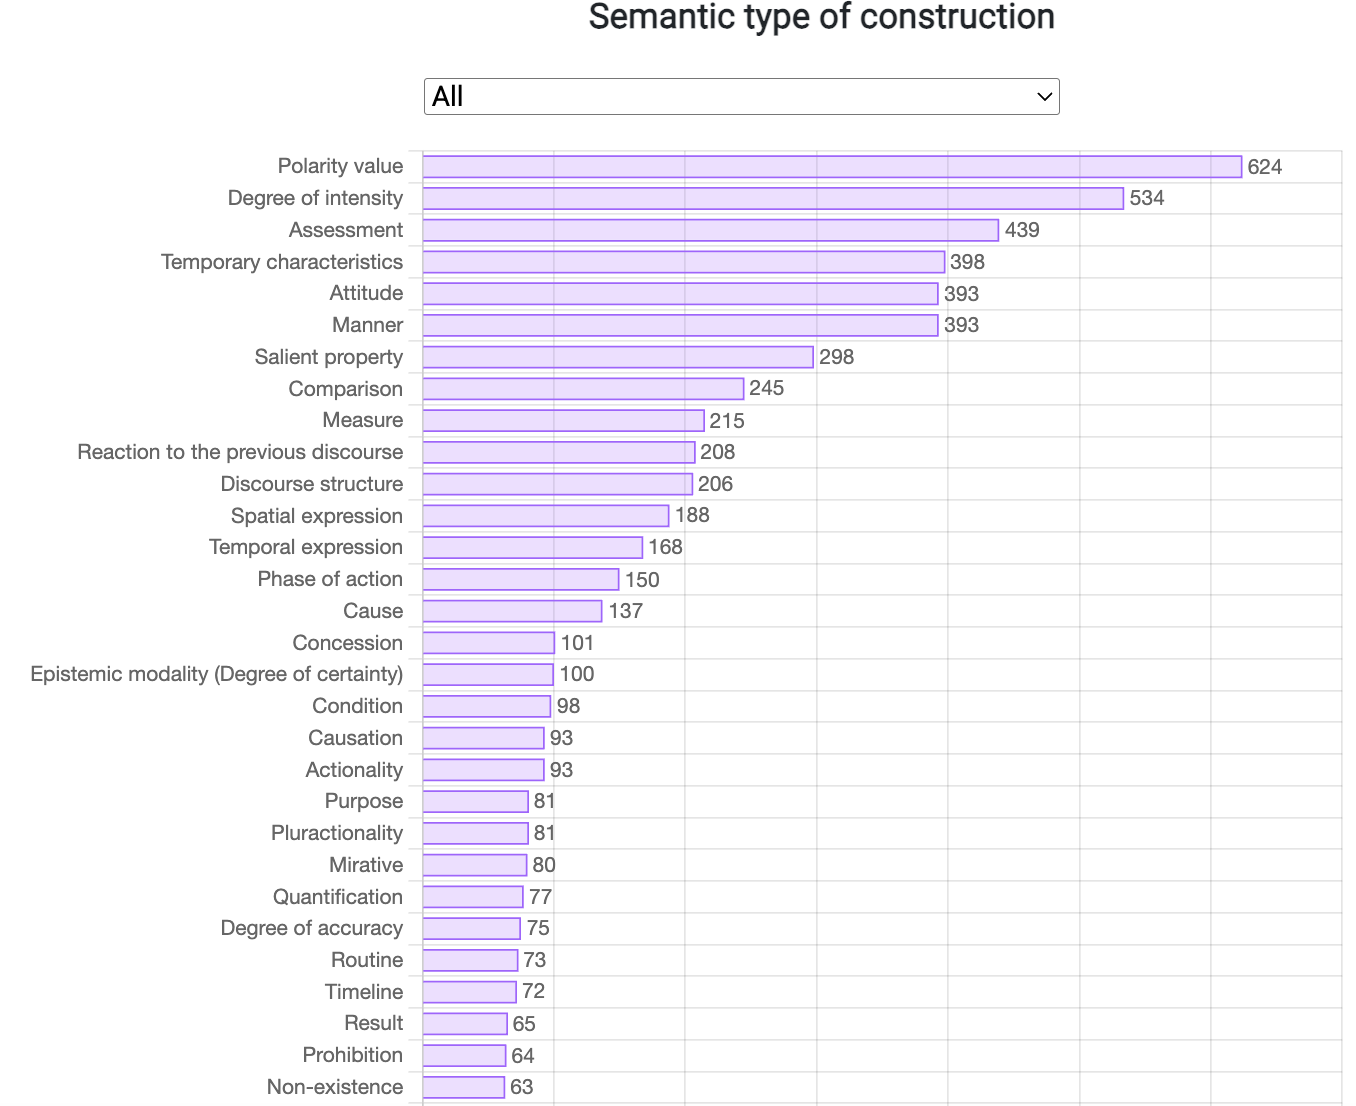 Semantic type of construction
All
Polarity value 624
Degree of intensity 534
Assessment 439
Temporary characteristics 398
Attitude 393
Manner 393
Salient property 298
Comparison 245
Measure 215
Reaction to the previous discourse 208
Discourse structure 206
Spatial expression 188
Temporal expression 168
Phase of action 150
Cause 137
Concession 101
Epistemic modality (Degree of certainty) 100
Condition 98
Causation 93
Actionality 93
Purpose 81
Pluractionality 81
Mirative 80
Quantification 77
Degree of accuracy 75
Routine 73
Timeline 72
Result 65
Prohibition 64
Non-existence 63